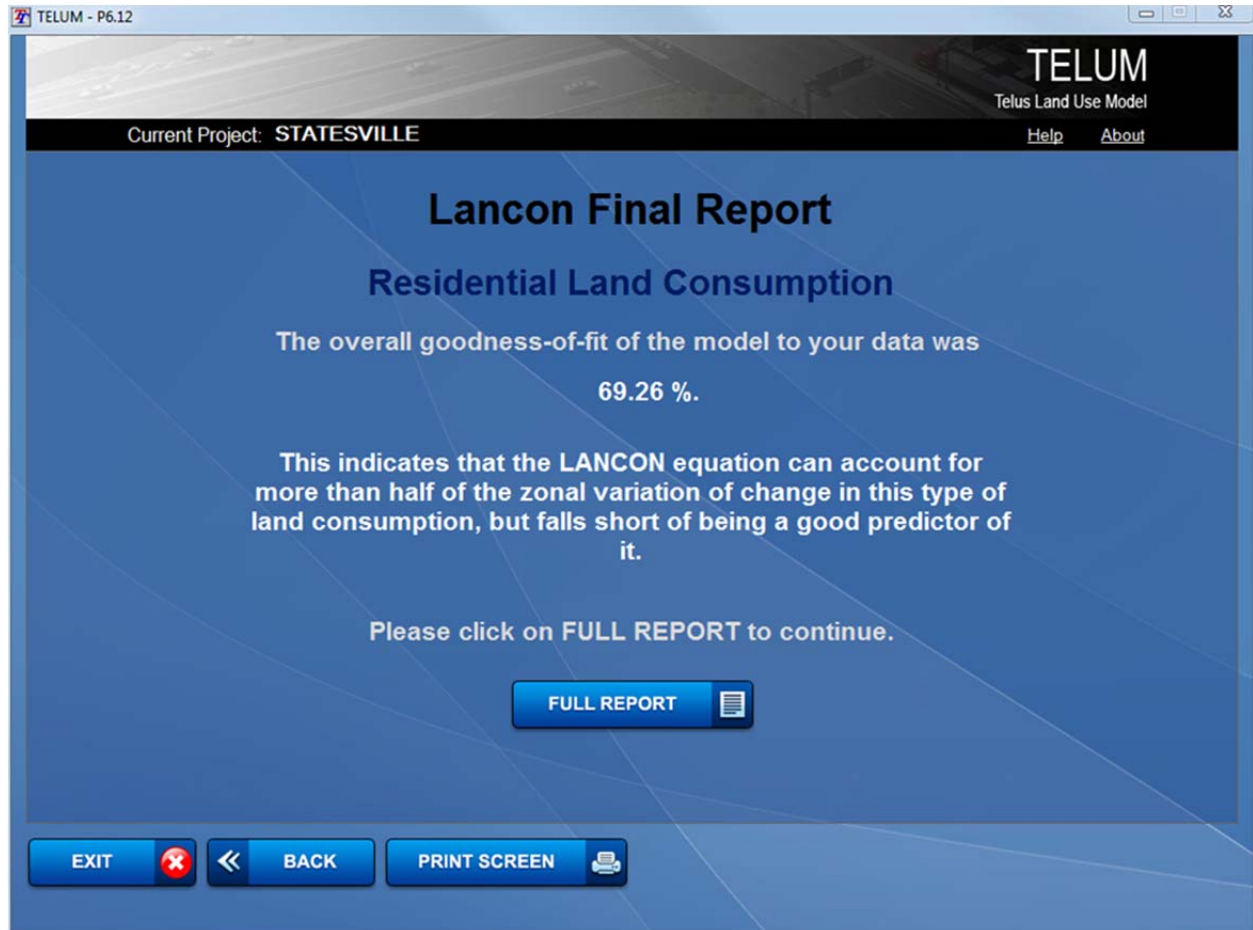 TELUM - P6.12
TELUM
Telus Land Use Model
Current Project: STATESVILLE
Help About
Lancon Final Report
Residential Land Consumption
The overall goodness-of-fit of the model to your data was
69.26 %.
This indicates that the LANCON equation can account for
more than half of the zonal variation of change in this type of
land consumption, but falls short of being a good predictor of
it.
Please click on FULL REPORT to continue.
FULL REPORT
EXIT BACK PRINT SCREEN